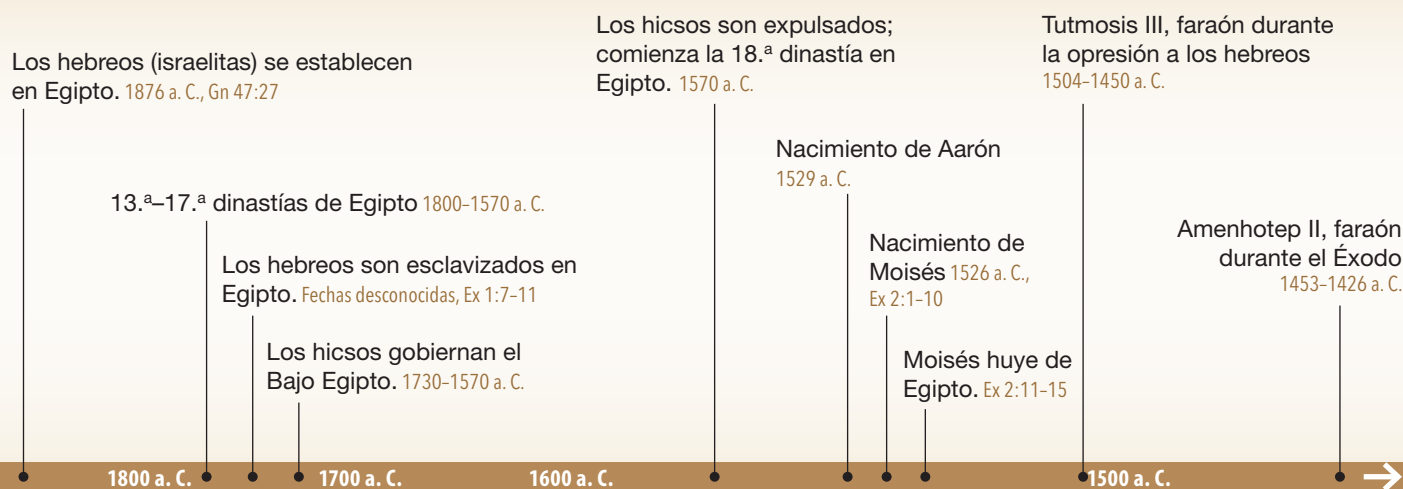 Los hebreos (israelitas) se establecen
en Egipto. 1876 a. C., Gn 47:27
13.ª–17.ª dinastías de Egipto 1800–1570 a. C.
Los hebreos son esclavizados en
Egipto. Fechas desconocidas, Ex 1:7–11
Los hicsos gobiernan el
Bajo Egipto. 1730–1570 a. C.
Los hicsos son expulsados;
comienza la 18.ª dinastía en
Egipto. 1570 a. C.
Nacimiento de Aarón
1529 a. C.
Nacimiento de
Moisés 1526 a. C.,
Ex 2:1–10
Moisés huye de
Egipto. Ex 2:11–15
Tutmosis III, faraón durante
la opresión a los hebreos
1504–1450 a. C.
Amenhotep II, faraón
durante el Éxodo
1453–1426 a. C.
1800 a. C. 1700 a. C. 1600 a. C. 1500 a. C.